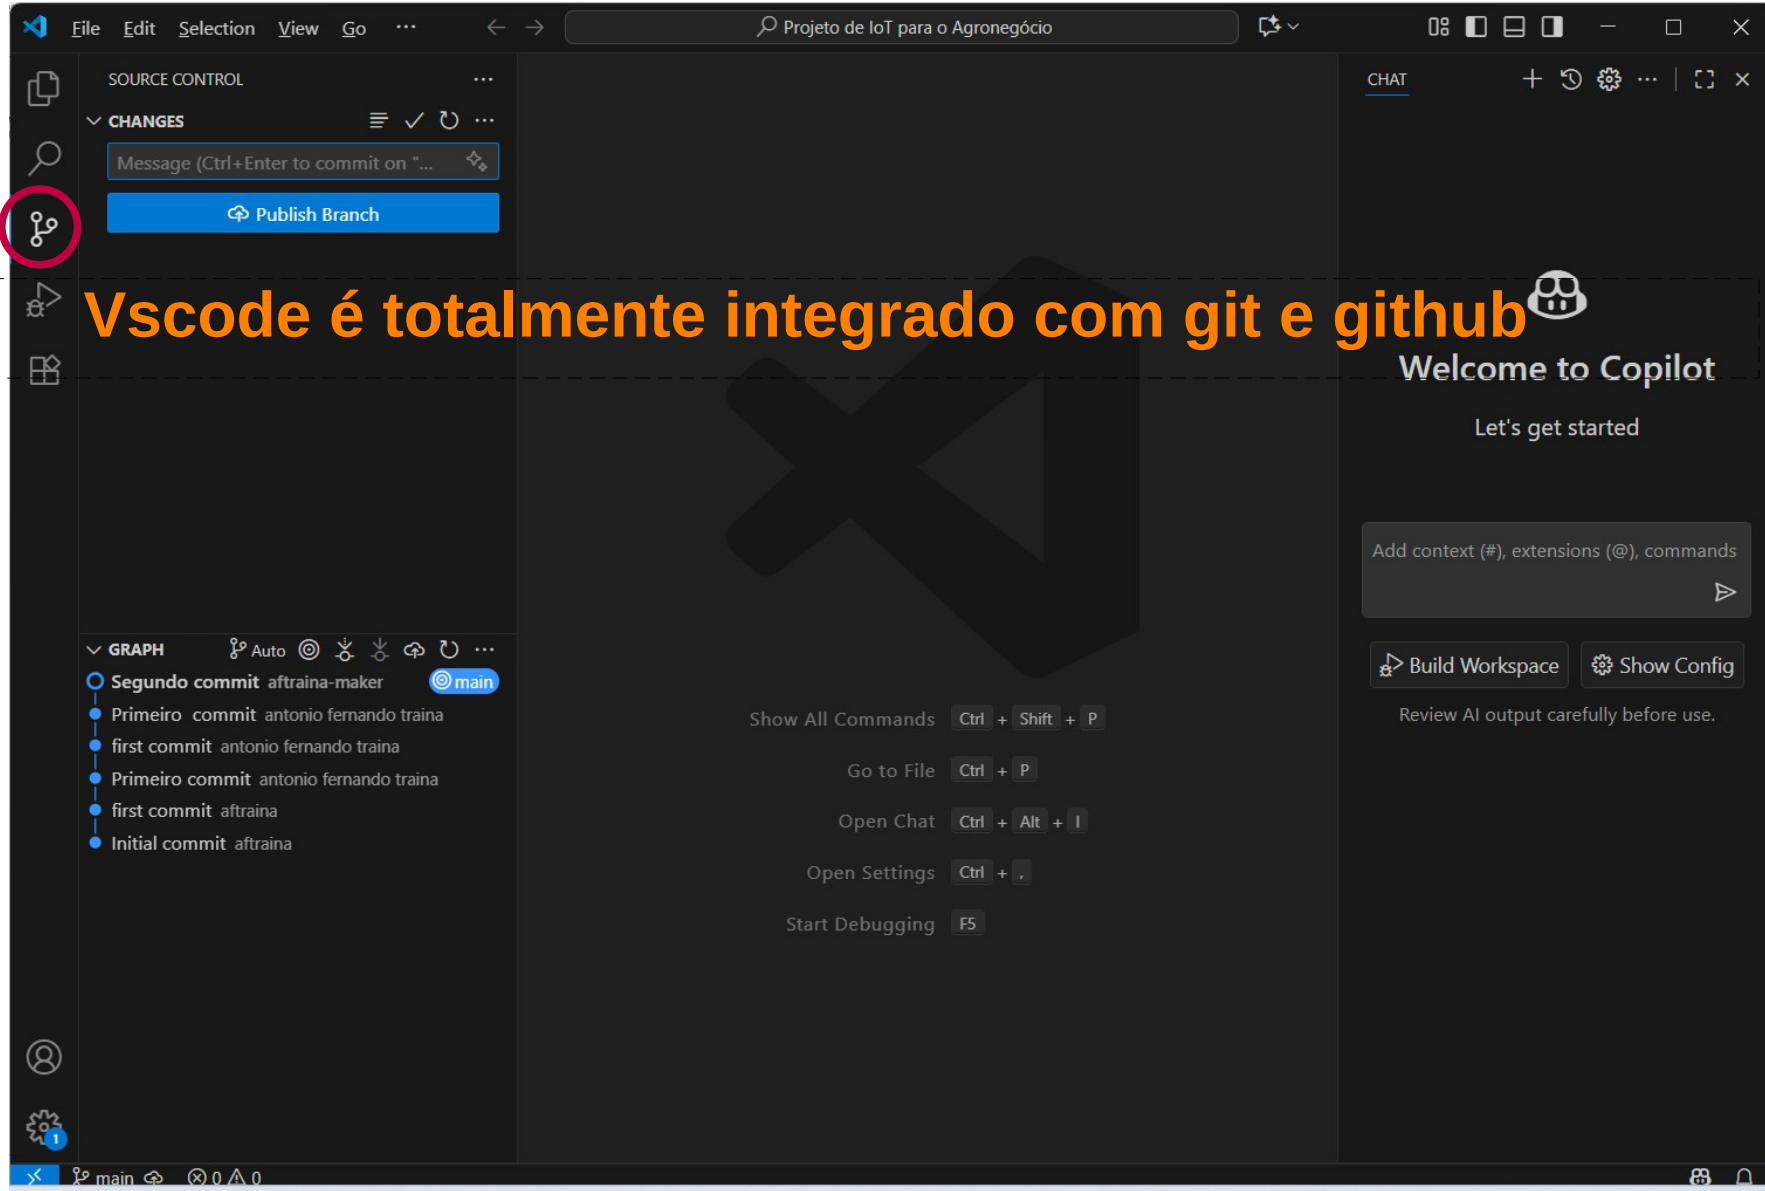 File Edit Selection View Go ···
Projeto de IoT para o Agronegócio
SOURCE CONTROL
CHANGES
Message (Ctrl+Enter to commit on "...
Publish Branch
Vscode é totalmente integrado com git e github
GRAPH
Auto
Segundo commit aftraina-maker main
Primeiro commit antonio fernando traina
first commit antonio fernando traina
Primeiro commit antonio fernando traina
first commit aftraina
Initial commit aftraina
Show All Commands Ctrl + Shift + P
Go to File Ctrl + P
Open Chat Ctrl + Alt + I
Open Settings Ctrl + ,
Start Debugging F5
CHAT
Welcome to Copilot
Let's get started
Add context (#), extensions (@), commands
Build Workspace Show Config
Review AI output carefully before use.
1
main 0 0